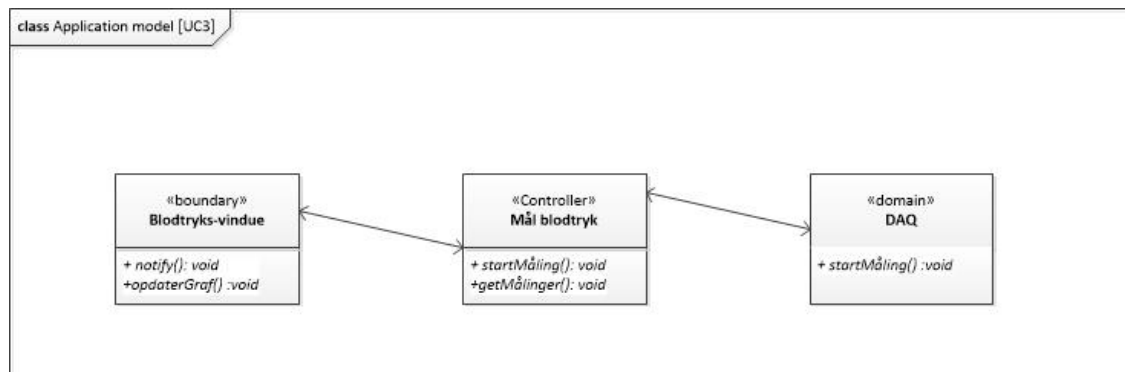 class Application model [UC3]
«boundary»
Blodtryks-vindue
+ notify(): void
+opdaterGraf() :void
«Controller»
Mål blodtryk
+ startMåling(): void
+getMålinger(): void
«domain»
DAQ
+ startMåling() :void